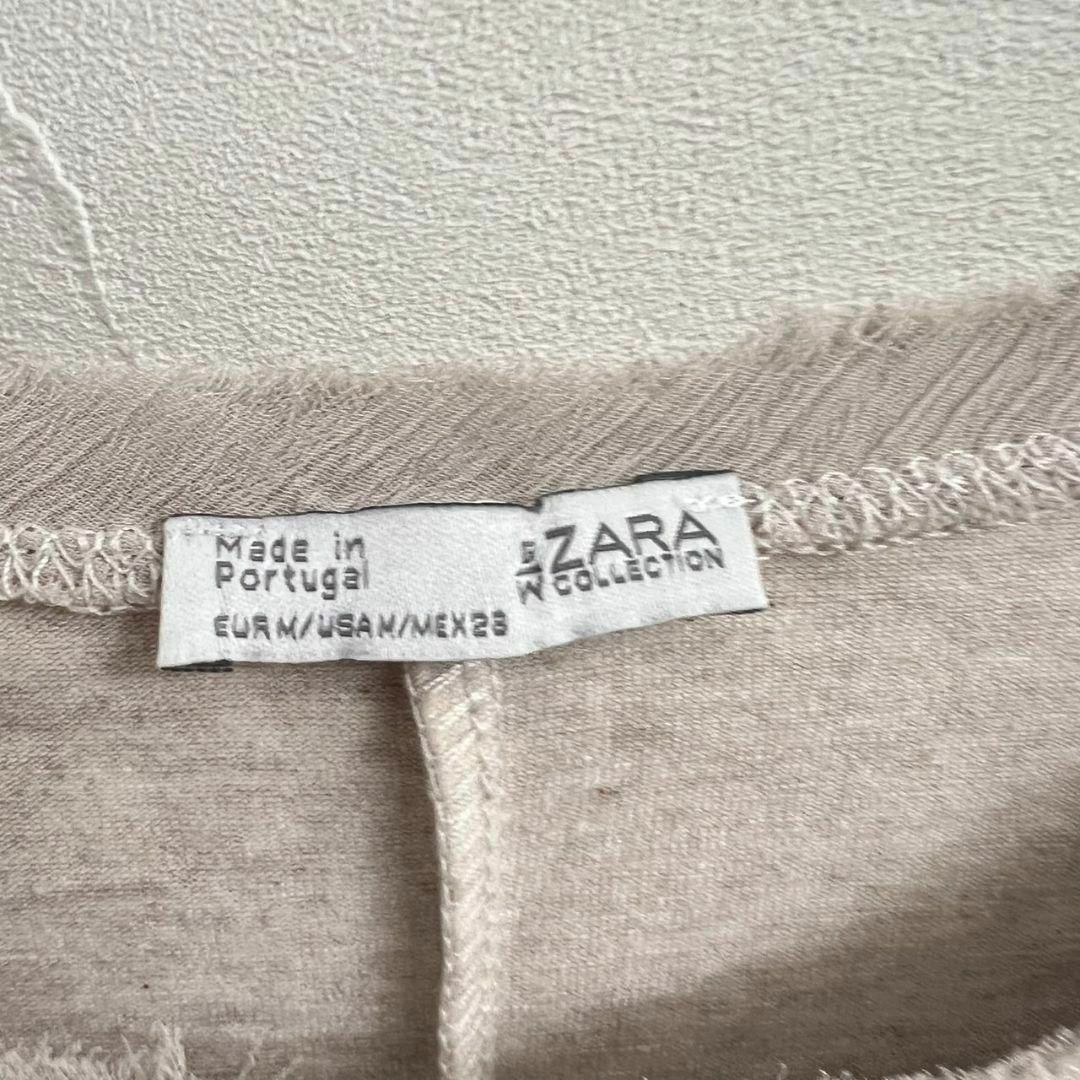 Made in
Portugal
EUR M/USA M/MEX 28
ZARA
W COLLECTION